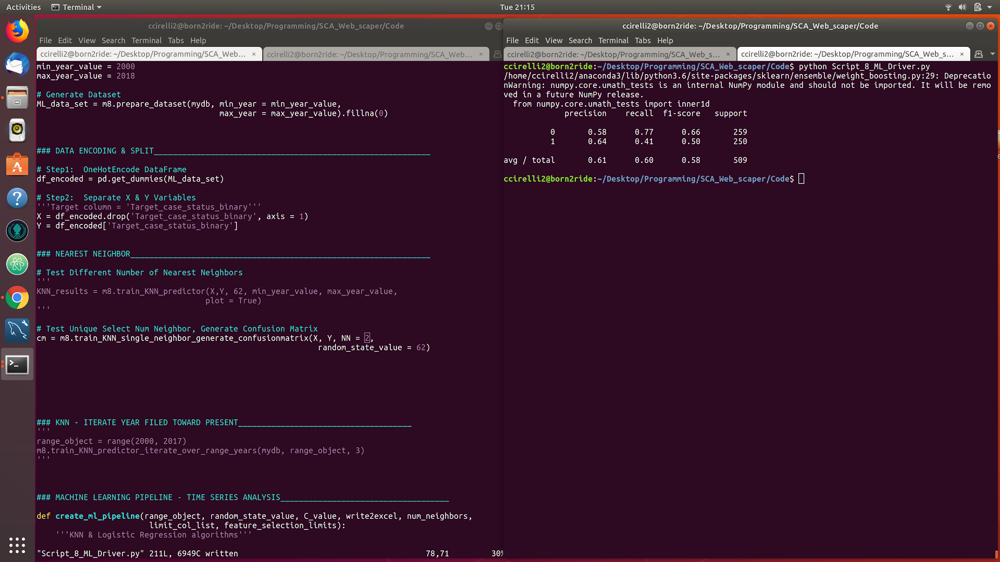 Activities Terminal Tue 21:15
ccirelli2@born2ride: ~/Desktop/Programming/SCA_Web_scaper/Code
File Edit View Search Terminal Tabs Help
ccirelli2@born2ride: ~/Desktop/Programming/SCA_Web... × ccirelli2@born2ride: ~/Desktop/Programming/SCA_Web... ×
min_year_value = 2000
max_year_value = 2018
# Generate Dataset
ML_data_set = m8.prepare_dataset(mydb, min_year = min_year_value,
max_year = max_year_value).fillna(0)
### DATA ENCODING & SPLIT___________________________________________________________
# Step1:  OneHotEncode DataFrame
df_encoded = pd.get_dummies(ML_data_set)
# Step2:  Separate X & Y Variables
'''Target column = 'Target_case_status_binary'''
X = df_encoded.drop('Target_case_status_binary', axis = 1)
Y = df_encoded['Target_case_status_binary']
### NEAREST NEIGHBOR________________________________________________________________
# Test Different Number of Nearest Neighbors
'''
KNN_results = m8.train_KNN_predictor(X,Y, 62, min_year_value, max_year_value,
plot = True)
'''
# Test Unique Select Num Neighbor, Generate Confusion Matrix
cm = m8.train_KNN_single_neighbor_generate_confusionmatrix(X, Y, NN = 2,
random_state_value = 62)
### KNN - ITERATE YEAR FILED TOWARD PRESENT_____________________________________
'''
range_object = range(2000, 2017)
m8.train_KNN_predictor_iterate_over_range_years(mydb, range_object, 3)
'''
### MACHINE LEARNING PIPELINE - TIME SERIES ANALYSIS____________________________________
def create_ml_pipeline(range_object, random_state_value, C_value, write2excel, num_neighbors,
limit_col_list, feature_selection_limits):
'''KNN & Logistic Regression algorithms'''
"Script_8_ML_Driver.py" 211L, 6949C written 78,71 30%
ccirelli2@born2ride: ~/Desktop/Programming/SCA_Web_scaper/Code
File Edit View Search Terminal Tabs Help
ccirelli2@born2ride: ~/Desktop/Programming/SCA_Web_s... × ccirelli2@born2ride: ~/Desktop/Programming/SCA_Web_s... ×
ccirelli2@born2ride:~/Desktop/Programming/SCA_Web_scaper/Code$ python Script_8_ML_Driver.py
/home/ccirelli2/anaconda3/lib/python3.6/site-packages/sklearn/ensemble/weight_boosting.py:29: Deprecatio
nWarning: numpy.core.umath_tests is an internal NumPy module and should not be imported. It will be remo
ved in a future NumPy release.
from numpy.core.umath_tests import inner1d
precision recall f1-score support
0 0.58 0.77 0.66 259
1 0.64 0.41 0.50 250
avg / total 0.61 0.60 0.58 509
ccirelli2@born2ride:~/Desktop/Programming/SCA_Web_scaper/Code$